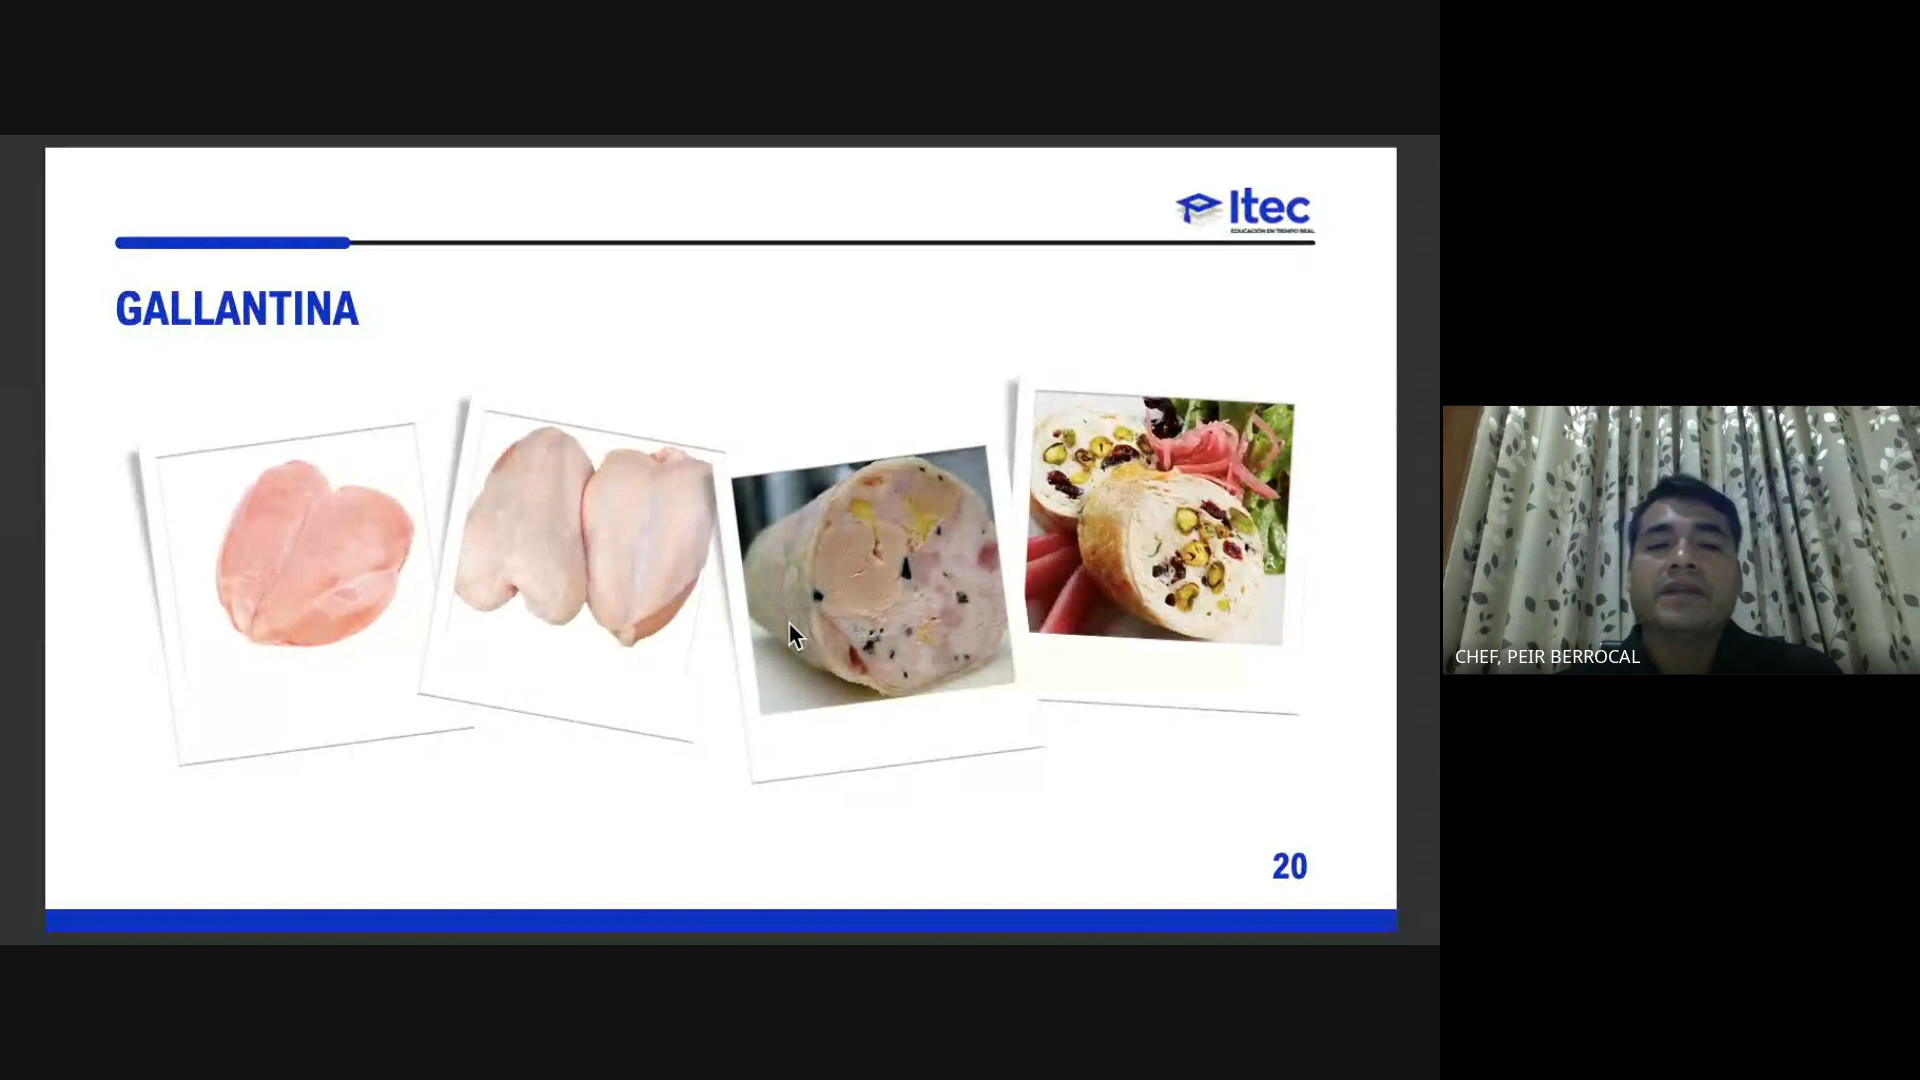 Itec
EDUCACIÓN EN TIEMPO REAL
GALLANTINA
20
CHEF, PEIR BERROCAL